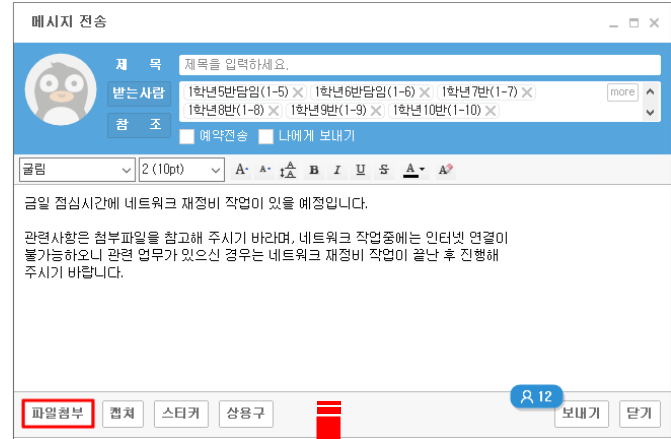 메시지 전송
제 목 제목을 입력하세요.
받는사람 1학년5반담임(1-5) 1학년6반담임(1-6) 1학년7반(1-7) more
1학년8반(1-8) 1학년9반(1-9) 1학년10반(1-10)
참 조
예약전송 나에게 보내기
굴림 2 (10pt) A A A B I U S A A
금일 점심시간에 네트워크 재정비 작업이 있을 예정입니다.
관련사항은 첨부파일을 참고해 주시기 바라며, 네트워크 작업중에는 인터넷 연결이
불가능하오니 관련 업무가 있으신 경우는 네트워크 재정비 작업이 끝난 후 진행해
주시기 바랍니다.
12
파일첨부 캡쳐 스티커 상용구 보내기 닫기